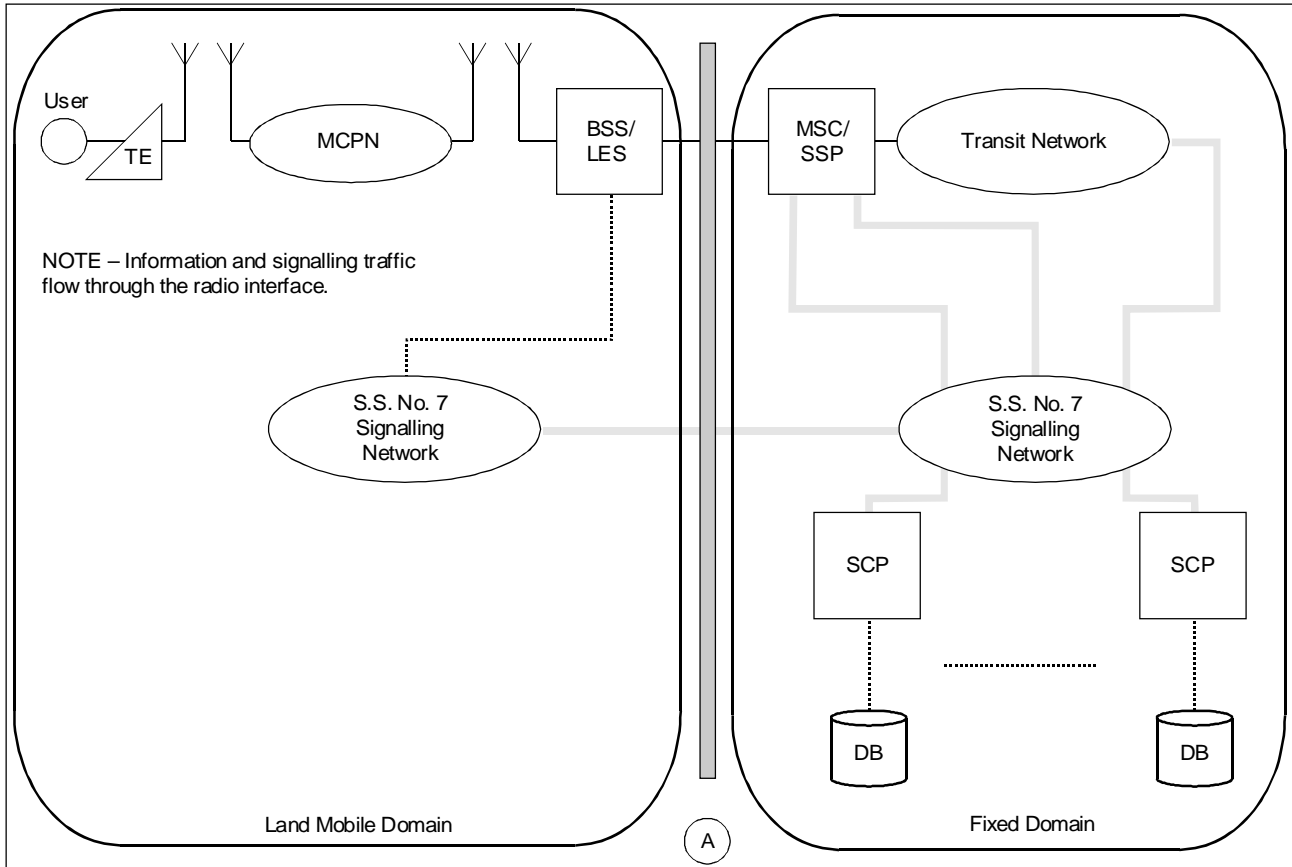 User
TE
MCPN
BSS/
LES
MSC/
SSP
Transit Network
NOTE – Information and signalling traffic
flow through the radio interface.
S.S. No. 7
Signalling
Network
S.S. No. 7
Signalling
Network
SCP
SCP
DB
DB
Land Mobile Domain
A
Fixed Domain